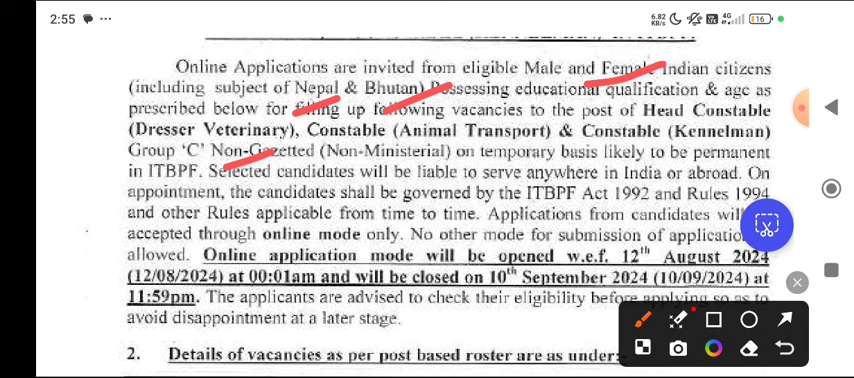 2:55
6.82 KB/s 4G 16
Online Applications are invited from eligible Male and Female Indian citizens
(including subject of Nepal & Bhutan) Possessing educational qualification & age as
prescribed below for filling up following vacancies to the post of Head Constable
(Dresser Veterinary), Constable (Animal Transport) & Constable (Kennelman)
Group 'C' Non-Gazetted (Non-Ministerial) on temporary basis likely to be permanent
in ITBPF. Selected candidates will be liable to serve anywhere in India or abroad. On
appointment, the candidates shall be governed by the ITBPF Act 1992 and Rules 1994
and other Rules applicable from time to time. Applications from candidates will
accepted through online mode only. No other mode for submission of applicatio
allowed. Online application mode will be opened w.e.f. 12th August 2024
(12/08/2024) at 00:01am and will be closed on 10th September 2024 (10/09/2024) at
11:59pm. The applicants are advised to check their eligibility before applying so as to
avoid disappointment at a later stage.
2. Details of vacancies as per post based roster are as under:-